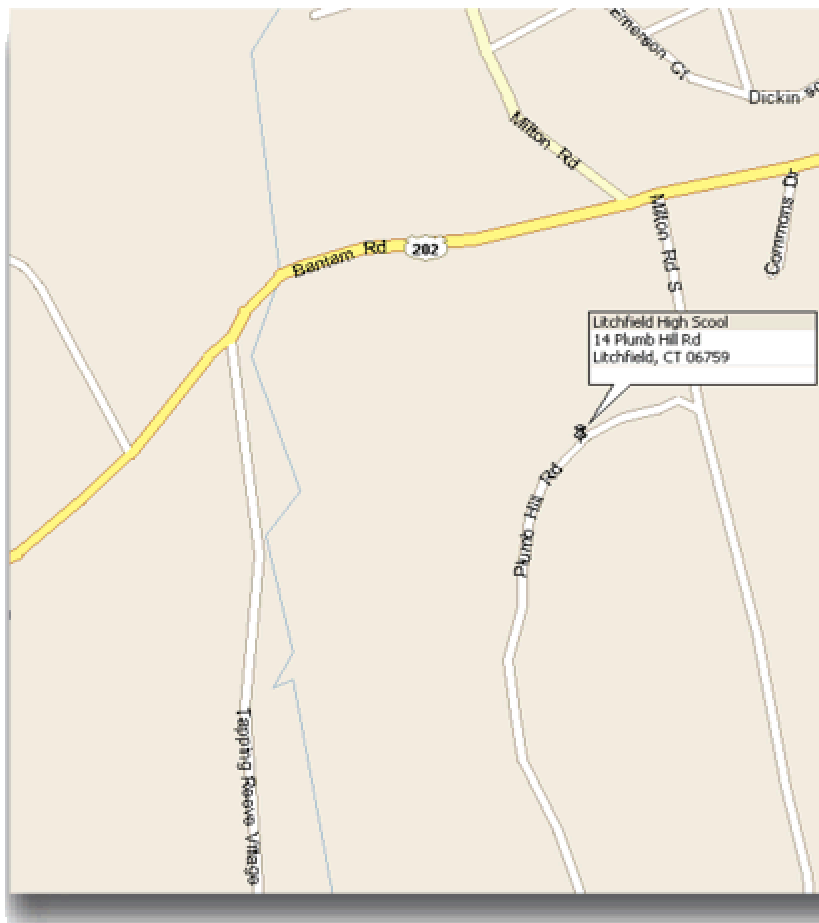 Emerson Ct
Dickinso
Milton Rd
Commons Dr
Milton Rd S
Bantam Rd
202
Litchfield High Scool
14 Plumb Hill Rd
Litchfield, CT 06759
Plumb Hill Rd
Tapping Reeve Village